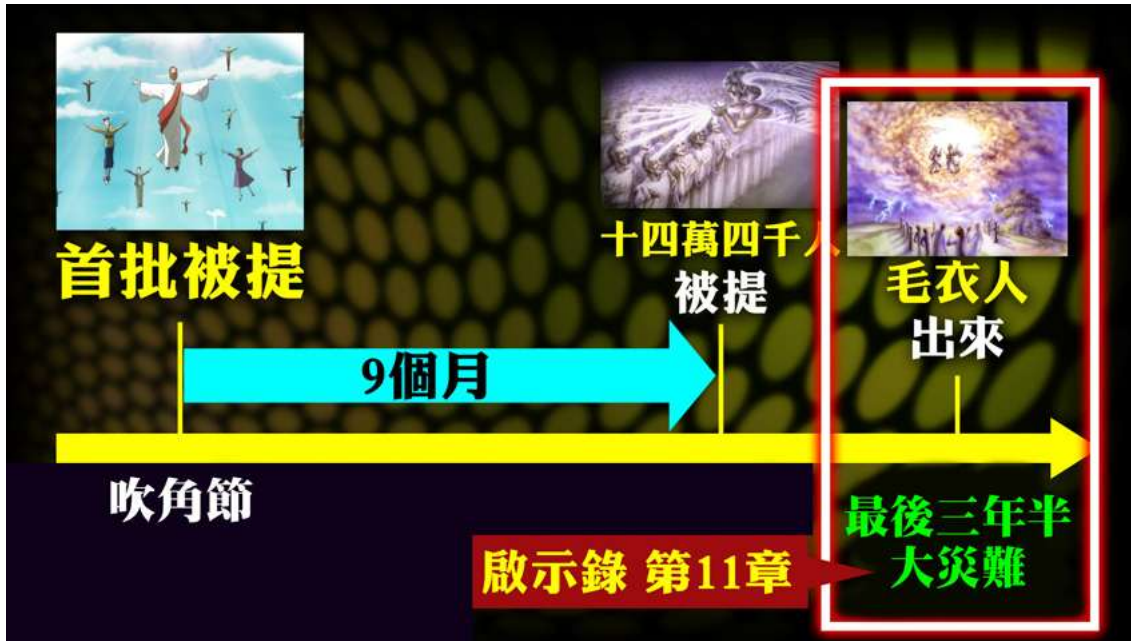 首批被提
十四萬四千人
被提
毛衣人
出來
9個月
吹角節
最後三年半
大災難
啟示錄 第11章